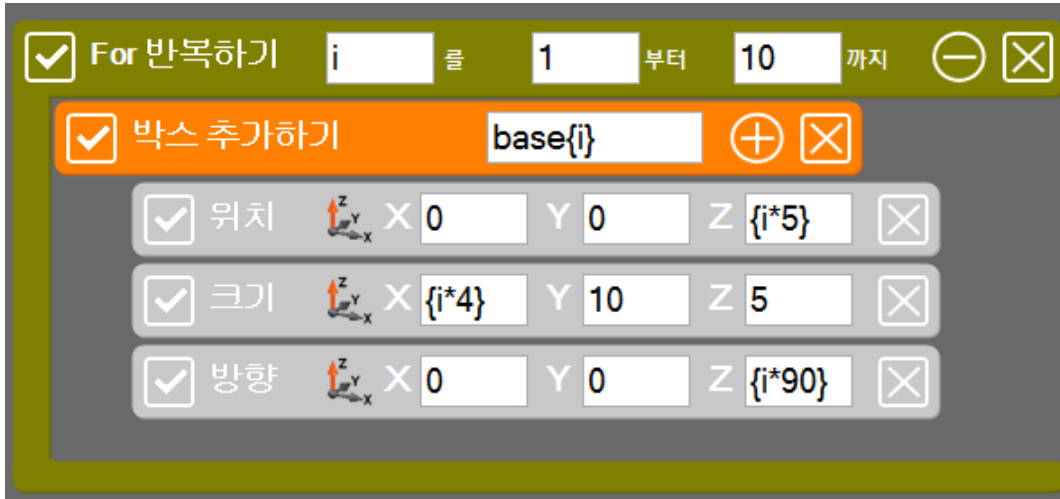 For 반복하기 i 를 1 부터 10 까지
박스 추가하기 base{i}
위치 Z Y X X 0 Y 0 Z {i*5}
크기 Z Y X X {i*4} Y 10 Z 5
방향 Z Y X X 0 Y 0 Z {i*90}